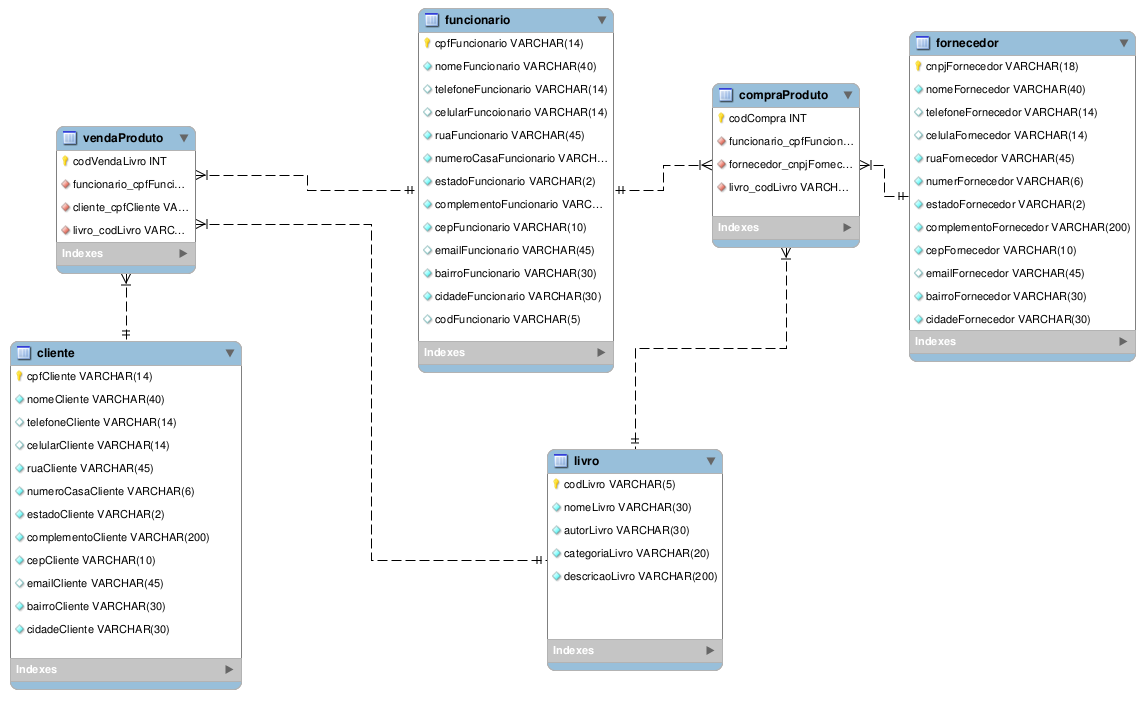 funcionario
cpfFuncionario VARCHAR(14)
nomeFuncionario VARCHAR(40)
telefoneFuncionario VARCHAR(14)
celularFuncoionario VARCHAR(14)
ruaFuncionario VARCHAR(45)
numeroCasaFuncionario VARCH...
estadoFuncionario VARCHAR(2)
complementoFuncionario VARC...
cepFuncionario VARCHAR(10)
emailFuncionario VARCHAR(45)
bairroFuncionario VARCHAR(30)
cidadeFuncionario VARCHAR(30)
codFuncionario VARCHAR(5)
Indexes
fornecedor
cnpjFornecedor VARCHAR(18)
nomeFornecedor VARCHAR(40)
telefoneFornecedor VARCHAR(14)
celulaFornecedor VARCHAR(14)
ruaFornecedor VARCHAR(45)
numerFornecedor VARCHAR(6)
estadoFornecedor VARCHAR(2)
complementoFornecedor VARCHAR(200)
cepFornecedor VARCHAR(10)
emailFornecedor VARCHAR(45)
bairroFornecedor VARCHAR(30)
cidadeFornecedor VARCHAR(30)
Indexes
compraProduto
codCompra INT
funcionario_cpfFuncion...
fornecedor_cnpjFornec...
livro_codLivro VARCH...
Indexes
vendaProduto
codVendaLivro INT
funcionario_cpfFunci...
cliente_cpfCliente VA...
livro_codLivro VARC...
Indexes
cliente
cpfCliente VARCHAR(14)
nomeCliente VARCHAR(40)
telefoneCliente VARCHAR(14)
celularCliente VARCHAR(14)
ruaCliente VARCHAR(45)
numeroCasaCliente VARCHAR(6)
estadoCliente VARCHAR(2)
complementoCliente VARCHAR(200)
cepCliente VARCHAR(10)
emailCliente VARCHAR(45)
bairroCliente VARCHAR(30)
cidadeCliente VARCHAR(30)
Indexes
livro
codLivro VARCHAR(5)
nomeLivro VARCHAR(30)
autorLivro VARCHAR(30)
categoriaLivro VARCHAR(20)
descricaoLivro VARCHAR(200)
Indexes